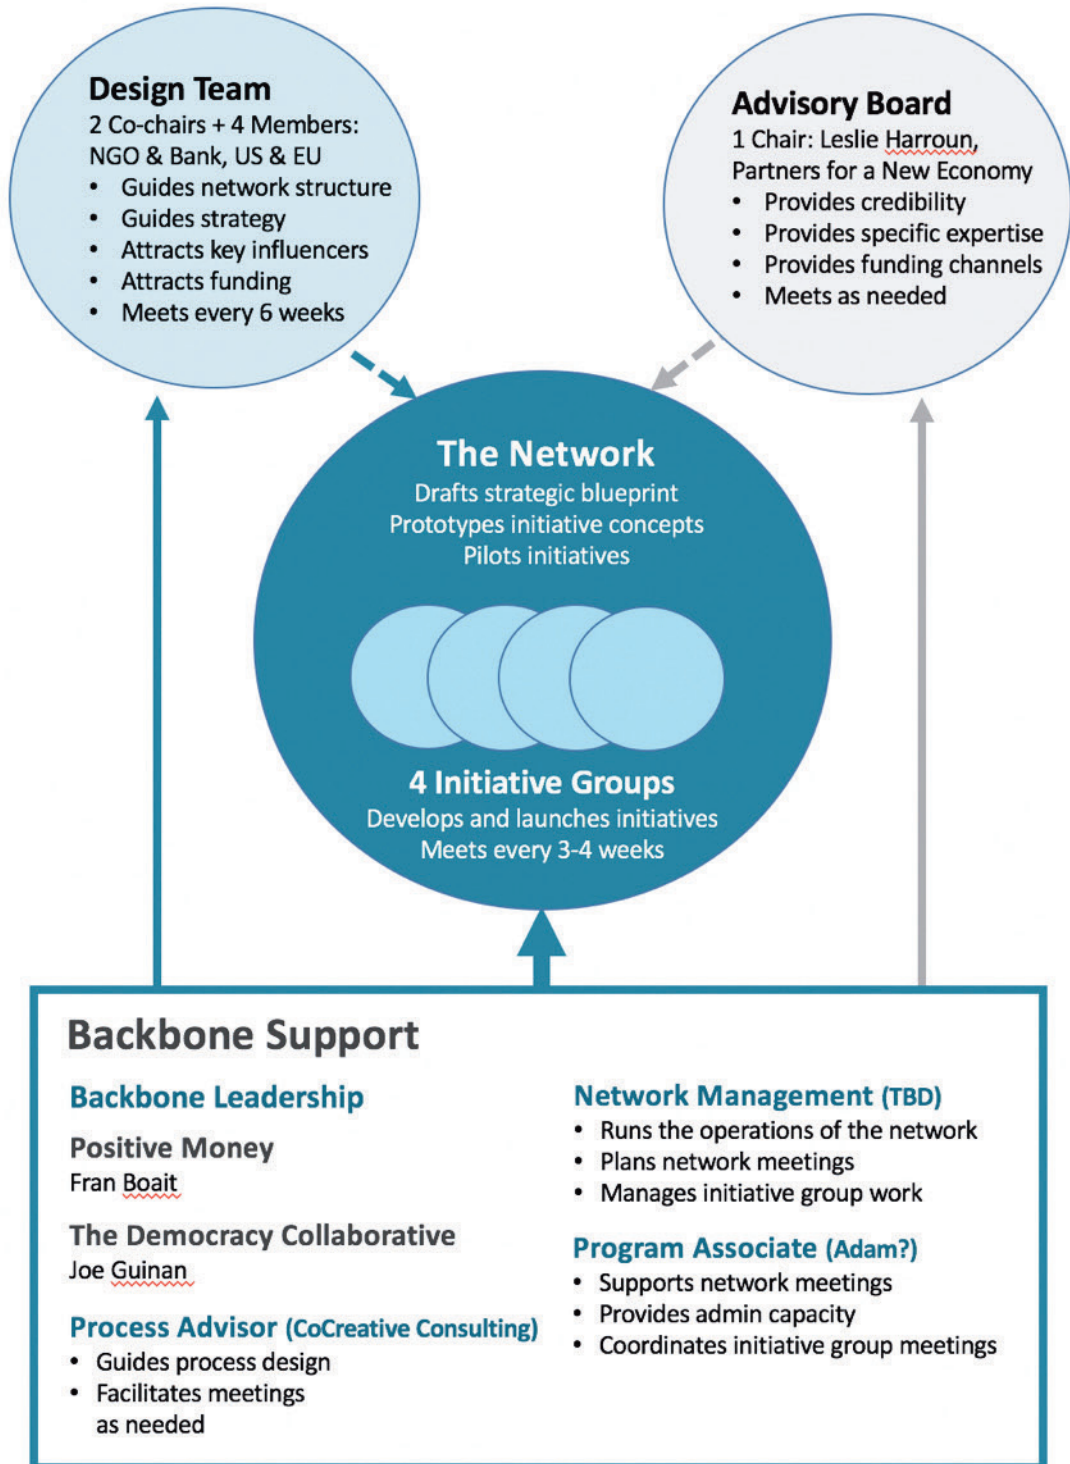 Design Team
2 Co-chairs + 4 Members:
NGO & Bank, US & EU
• Guides network structure
• Guides strategy
• Attracts key influencers
• Attracts funding
• Meets every 6 weeks
Advisory Board
1 Chair: Leslie Harroun,
Partners for a New Economy
• Provides credibility
• Provides specific expertise
• Provides funding channels
• Meets as needed
The Network
Drafts strategic blueprint
Prototypes initiative concepts
Pilots initiatives
4 Initiative Groups
Develops and launches initiatives
Meets every 3-4 weeks
Backbone Support
Backbone Leadership
Positive Money
Fran Boait
The Democracy Collaborative
Joe Guinan
Process Advisor (CoCreative Consulting)
• Guides process design
• Facilitates meetings
as needed
Network Management (TBD)
• Runs the operations of the network
• Plans network meetings
• Manages initiative group work
Program Associate (Adam?)
• Supports network meetings
• Provides admin capacity
• Coordinates initiative group meetings